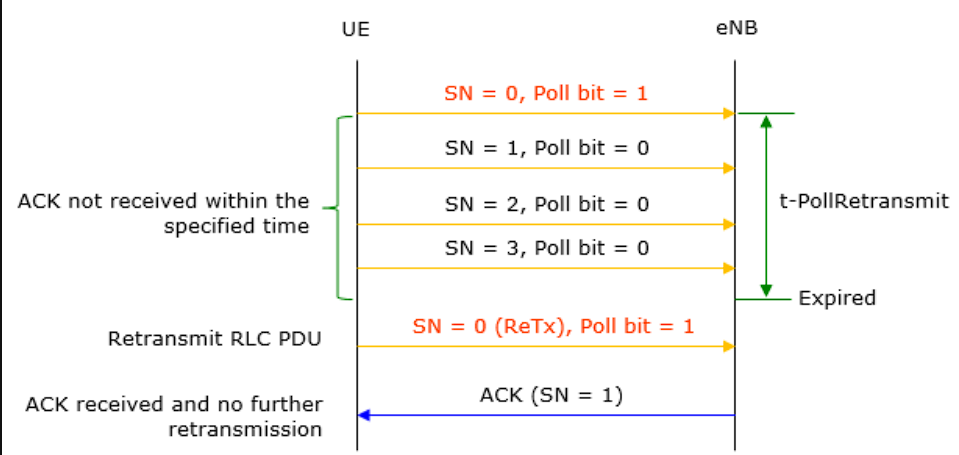 UE
eNB
SN = 0, Poll bit = 1
SN = 1, Poll bit = 0
ACK not received within the
specified time
SN = 2, Poll bit = 0
t-PollRetransmit
SN = 3, Poll bit = 0
Expired
SN = 0 (ReTx), Poll bit = 1
Retransmit RLC PDU
ACK (SN = 1)
ACK received and no further
retransmission